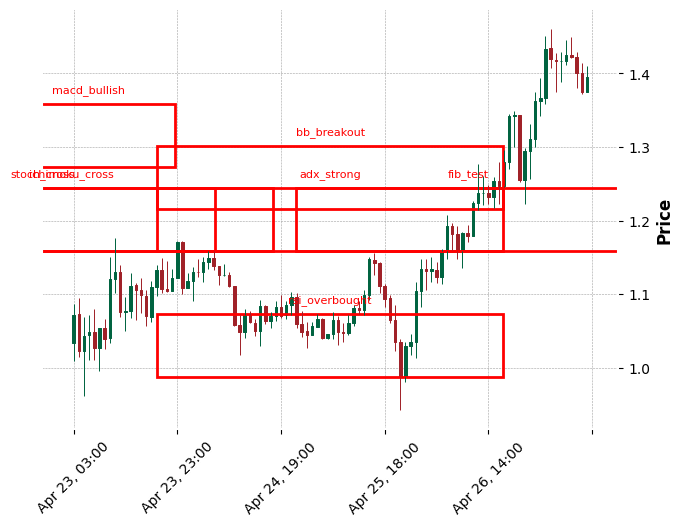 macd_bullish
bb_breakout
stoch_cross
ichimoku_cross
adx_strong
fib_test
rsi_overbought
1.4
1.3
1.2
1.1
1.0
Price
Apr 23, 03:00
Apr 23, 23:00
Apr 24, 19:00
Apr 25, 18:00
Apr 26, 14:00